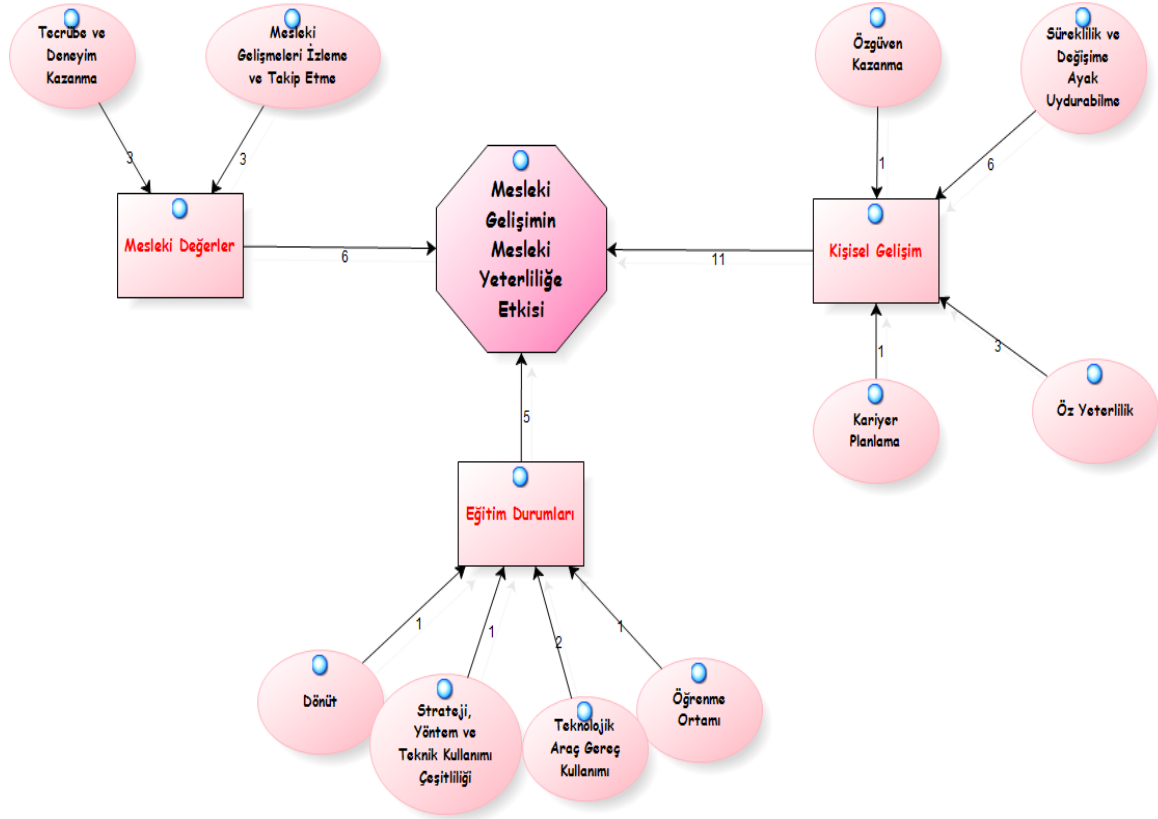 Tecrübe ve
Deneyim
Kazanma
Mesleki
Gelişmeleri İzleme
ve Takip Etme
Özgüven
Kazanma
Süreklilik ve
Değişime
Ayak
Uydurabilme
3
3
1
6
Mesleki Değerler
6
Mesleki
Gelişimin
Mesleki
Yeterliliğe
Etkisi
11
Kişisel Gelişim
1
3
Kariyer
Planlama
Öz Yeterlilik
5
Eğitim Durumları
1
1
2
1
Dönüt
Strateji,
Yöntem ve
Teknik Kullanımı
Çeşitliliği
Teknolojik
Araç Gereç
Kullanımı
Öğrenme
Ortamı